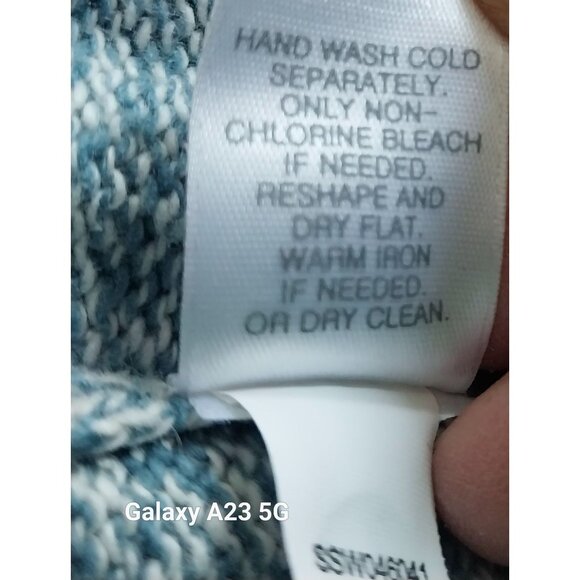 HAND WASH COLD
SEPARATELY.
ONLY NON-
CHLORINE BLEACH
IF NEEDED.
RESHAPE AND
DRY FLAT.
WARM IRON
IF NEEDED.
OR DRY CLEAN.
Galaxy A23 5G
SSW046041